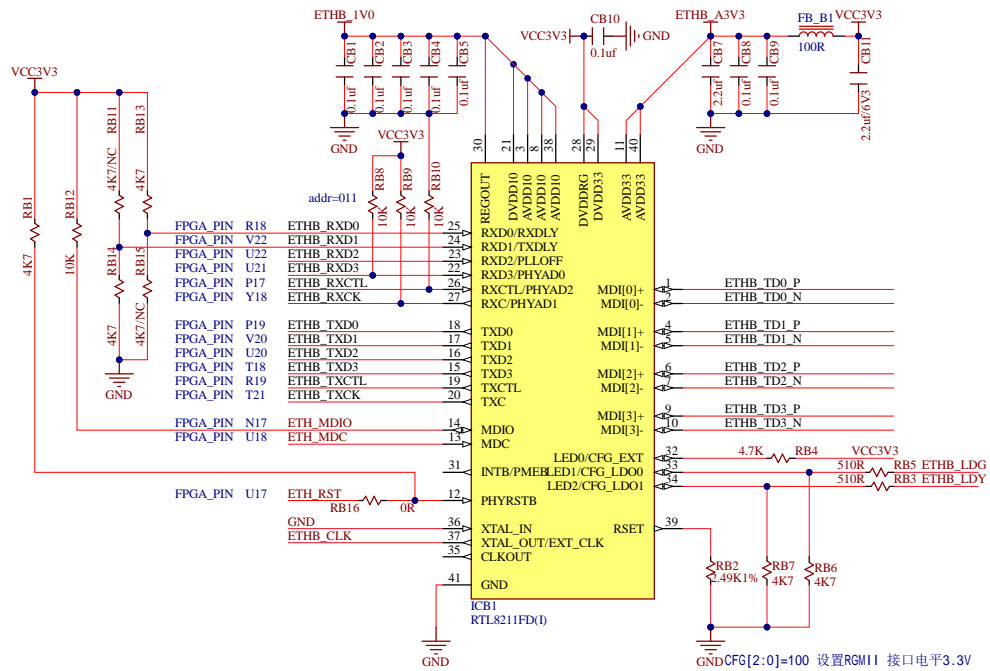 ETHB_1V0
ETHB_A3V3
FB_B1
VCC3V3
100R
CB10
VCC3V3
GND
0.1uf
CB1
CB2
CB3
CB4
CB5
0.1uf
0.1uf
0.1uf
0.1uf
0.1uf
CB7
CB8
CB9
CB11
2.2uf
0.1uf
0.1uf
2.2uf/6V3
GND
GND
VCC3V3
RB11
RB13
4K7/NC
4K7
RB1
4K7
RB12
10K
RB14
RB15
4K7
4K7/NC
GND
VCC3V3
RB8
RB9
RB10
10K
10K
10K
addr=011
30
21
3
8
38
28
29
11
40
REGOUT
DVDD10
AVDD10
AVDD10
AVDD10
DVDDRG
DVDD33
AVDD33
AVDD33
FPGA_PIN R18 ETHB_RXD0 25 RXD0/RXDLY
FPGA_PIN V22 ETHB_RXD1 24 RXD1/TXDLY
FPGA_PIN U22 ETHB_RXD2 23 RXD2/PLLOFF
FPGA_PIN U21 ETHB_RXD3 22 RXD3/PHYAD0
FPGA_PIN P17 ETHB_RXCTL 26 RXCTL/PHYAD2
FPGA_PIN Y18 ETHB_RXCK 27 RXC/PHYAD1
MDI[0]+ 1 ETHB_TD0_P
MDI[0]- 2 ETHB_TD0_N
FPGA_PIN P19 ETHB_TXD0 18 TXD0
MDI[1]+ 4 ETHB_TD1_P
FPGA_PIN V20 ETHB_TXD1 17 TXD1
MDI[1]- 5 ETHB_TD1_N
FPGA_PIN U20 ETHB_TXD2 16 TXD2
FPGA_PIN T18 ETHB_TXD3 15 TXD3
MDI[2]+ 6 ETHB_TD2_P
FPGA_PIN R19 ETHB_TXCTL 19 TXCTL
MDI[2]- 7 ETHB_TD2_N
FPGA_PIN T21 ETHB_TXCK 20 TXC
MDI[3]+ 9 ETHB_TD3_P
FPGA_PIN N17 ETH_MDIO 14 MDIO
MDI[3]- 10 ETHB_TD3_N
FPGA_PIN U18 ETH_MDC 13 MDC
LED0/CFG_EXT 32 4.7K RB4 VCC3V3
31 INTB/PMEB
LED1/CFG_LDO0 33 510R RB5 ETHB_LDG
LED2/CFG_LDO1 34 510R RB3 ETHB_LDY
FPGA_PIN U17 ETH_RST 12 PHYRSTB
RB16 0R
GND 36 XTAL_IN
RSET 39
ETHB_CLK 37 XTAL_OUT/EXT_CLK
35 CLKOUT
RB2
2.49K1%
RB7
4K7
RB6
4K7
41 GND
ICB1
RTL8211FD(I)
GND
GND
CFG[2:0]=100 设置RGMII 接口电平3.3V